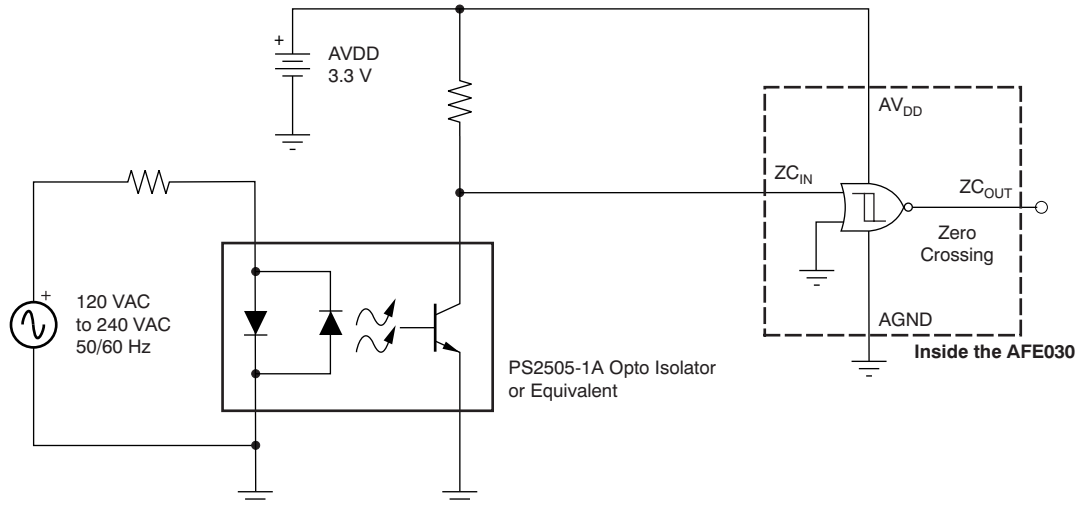 +
AVDD
3.3 V
AVDD
ZCIN
ZCOUT
Zero
Crossing
+
120 VAC
to 240 VAC
50/60 Hz
AGND
Inside the AFE030
PS2505-1A Opto Isolator
or Equivalent